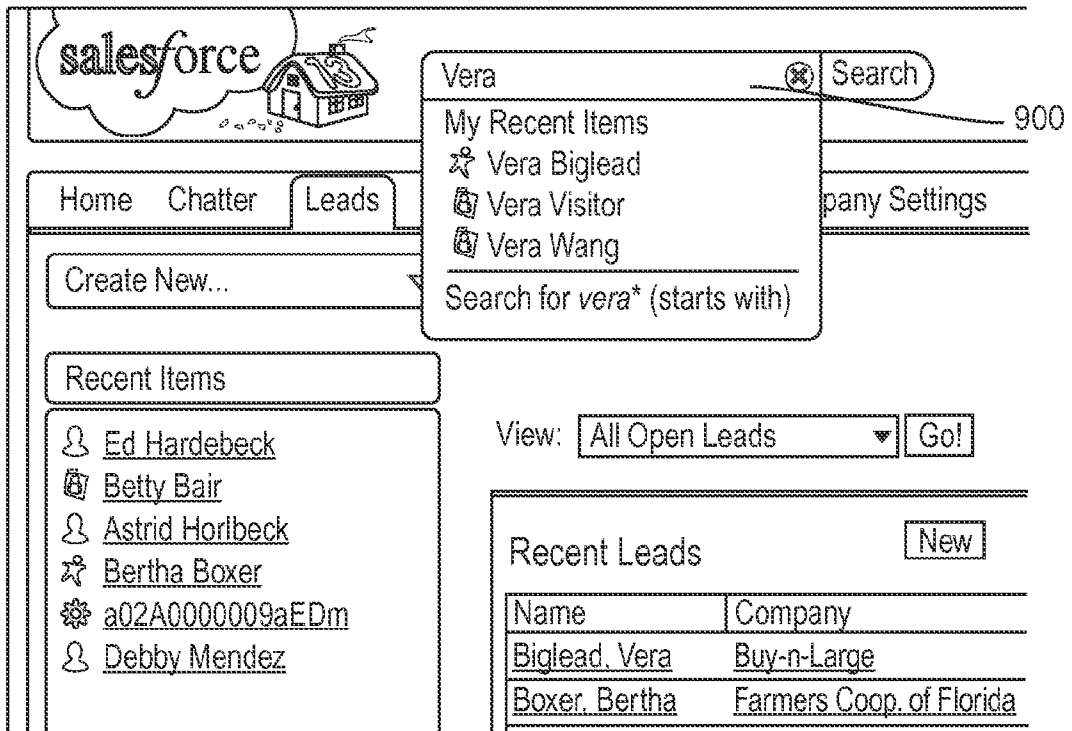 salesforce
Vera Search
900
My Recent Items
Vera Biglead
Vera Visitor
Vera Wang
Search for vera* (starts with)
Home Chatter Leads pany Settings
Create New...
Recent Items
Ed Hardebeck
Betty Bair
Astrid Horlbeck
Bertha Boxer
a02A0000009aEDm
Debby Mendez
View: All Open Leads Go!
Recent Leads New
Name Company
Biglead, Vera Buy-n-Large
Boxer, Bertha Farmers Coop. of Florida